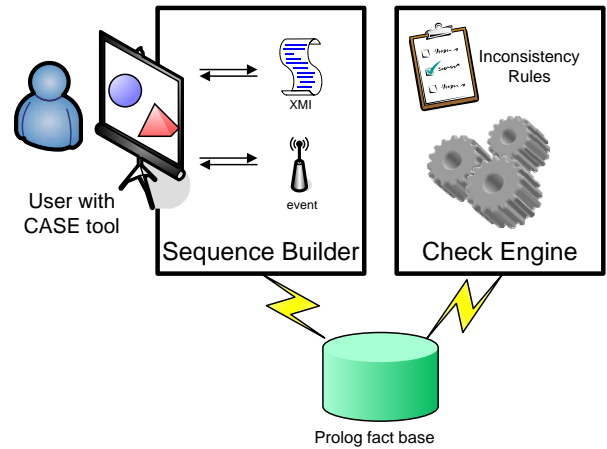 XMI
event
User with
CASE tool
Sequence Builder
Inconsistency
Rules
Check Engine
Prolog fact base